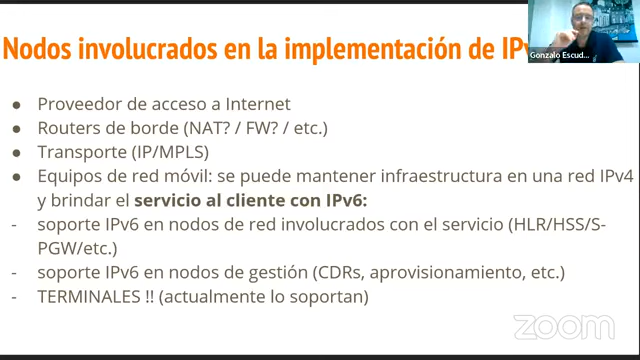 Nodos involucrados en la implementación de IPv
Gonzalo Escud...
● Proveedor de acceso a Internet
● Routers de borde (NAT? / FW? / etc.)
● Transporte (IP/MPLS)
● Equipos de red móvil: se puede mantener infraestructura en una red IPv4
y brindar el servicio al cliente con IPv6:
- soporte IPv6 en nodos de red involucrados con el servicio (HLR/HSS/S-
PGW/etc.)
- soporte IPv6 en nodos de gestión (CDRs, aprovisionamiento, etc.)
- TERMINALES !! (actualmente lo soportan)
zoom